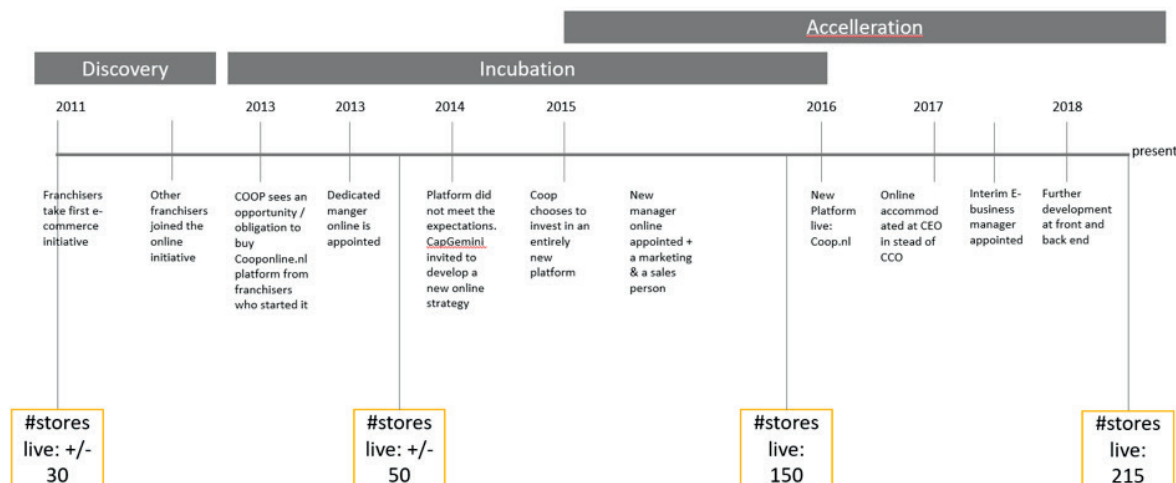 Accelleration
Discovery
Incubation
2011
2013
2013
2014
2015
2016
2017
2018
present
Franchisers
take first e-
commerce
initiative
Other
franchisers
joined the
online
initiative
COOP sees an
opportunity /
obligation to
buy
Cooponline.nl
platform from
franchisers
who started it
Dedicated
manger
online is
appointed
Platform did
not meet the
expectations.
CapGemini
invited to
develop a
new online
strategy
Coop
chooses to
invest in an
entirely
new
platform
New
manager
online
appointed +
a marketing
& a sales
person
New
Platform
live:
Coop.nl
Online
accommod
ated at CEO
in stead of
CCO
Interim E-
business
manager
appointed
Further
development
at front and
back end
#stores
live: +/-
30
#stores
live: +/-
50
#stores
live:
150
#stores
live:
215